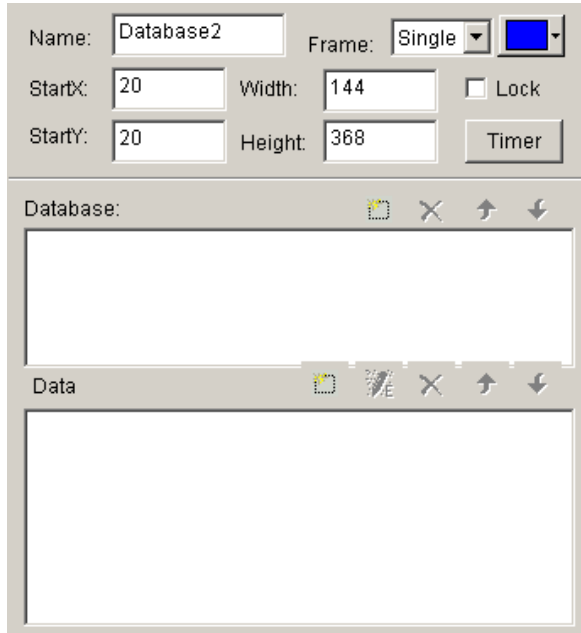 Name: Database2 Frame: Single
StartX: 20 Width: 144 Lock
StartY: 20 Height: 368 Timer
Database:
Data E